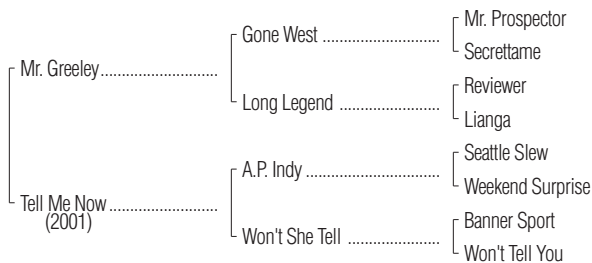 Mr. Prospector
Gone West
Secrettame
Mr. Greeley
Reviewer
Long Legend
Lianga
Seattle Slew
A.P. Indy
Weekend Surprise
Tell Me Now
(2001)
Banner Sport
Won't She Tell
Won't Tell You